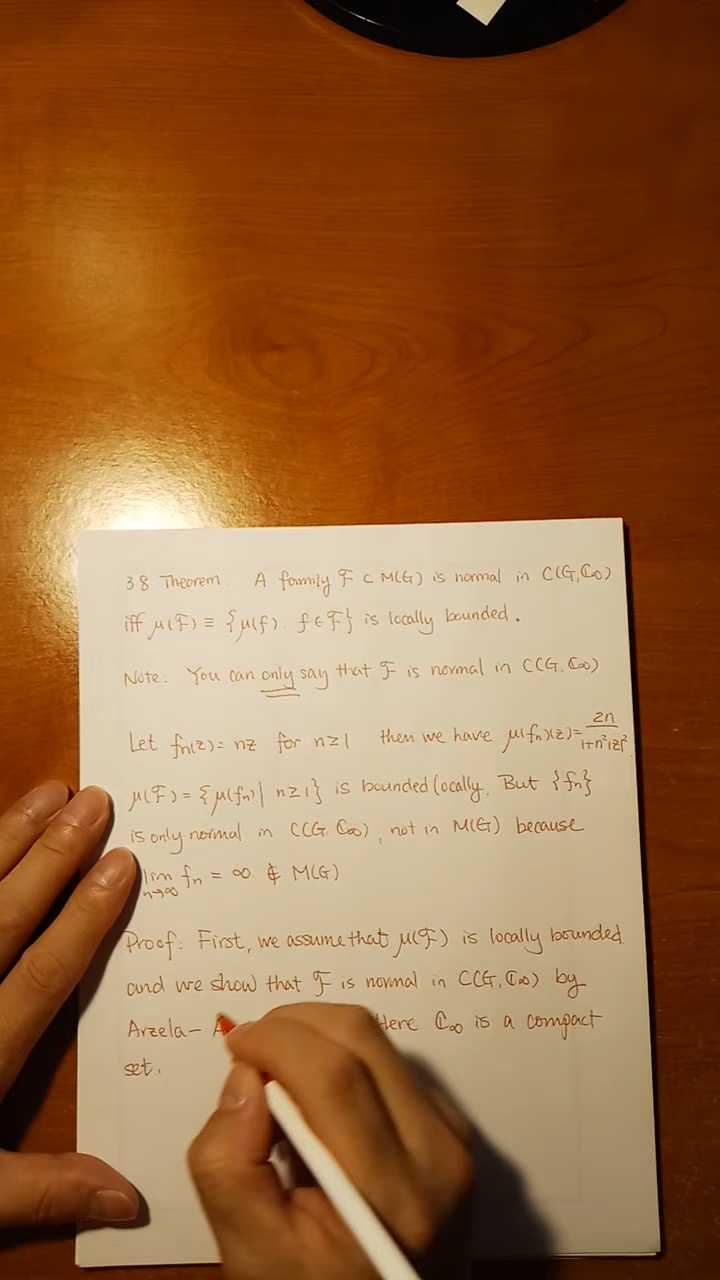 3.8 Theorem. A family ℱ ⊂ M(G) is normal in C(G, ℂ∞)
iff μ(ℱ) ≡ {μ(f) : f ∈ ℱ} is locally bounded.
Note: You can only say that ℱ is normal in C(G, ℂ∞)
Let fn(z) = nz for n ≥ 1 then we have μ(fn)(z) = 2n / 1+n²|z|²
μ(ℱ) = {μ(fn) | n ≥ 1} is bounded locally. But {fn}
is only normal in C(G, ℂ∞), not in M(G) because
lim n→∞ fn = ∞ ∉ M(G)
Proof: First, we assume that μ(ℱ) is locally bounded.
and we show that ℱ is normal in C(G, ℂ∞) by
Arzela- Here ℂ∞ is a compact
set.